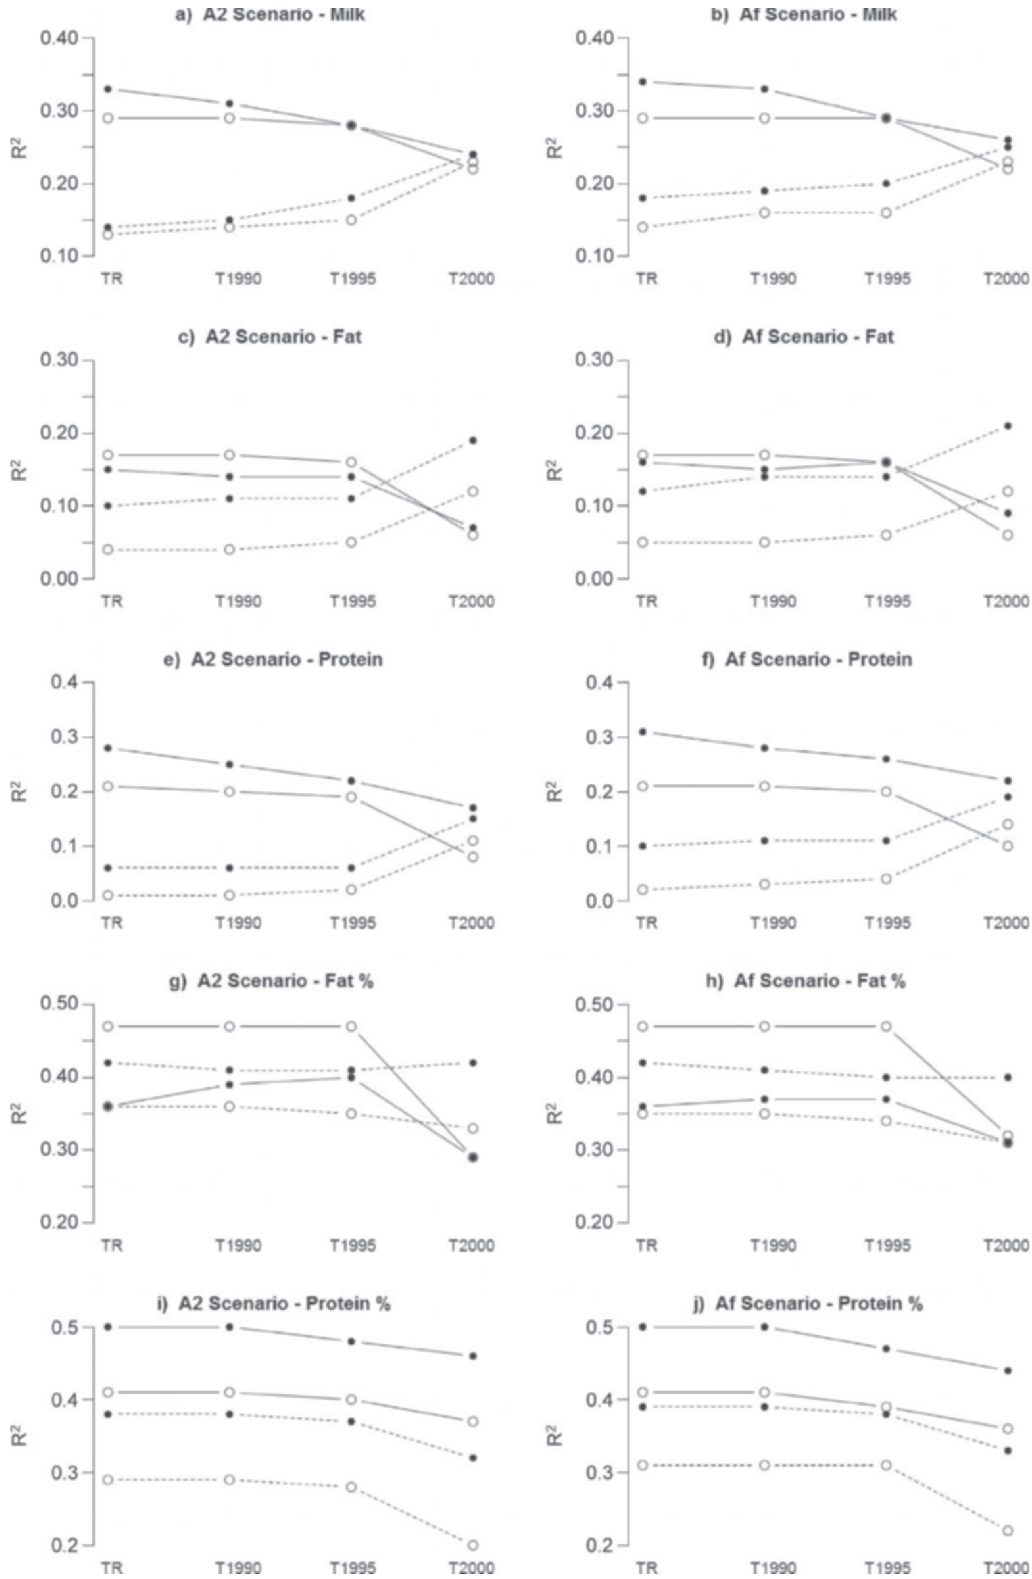 a) A2 Scenario - Milk
0.40
0.30
0.20
0.10
R2
TR T1990 T1995 T2000
b) Af Scenario - Milk
0.40
0.30
0.20
0.10
R2
TR T1990 T1995 T2000
c) A2 Scenario - Fat
0.30
0.20
0.10
0.00
R2
TR T1990 T1995 T2000
d) Af Scenario - Fat
0.30
0.20
0.10
0.00
R2
TR T1990 T1995 T2000
e) A2 Scenario - Protein
0.4
0.3
0.2
0.1
0.0
R2
TR T1990 T1995 T2000
f) Af Scenario - Protein
0.4
0.3
0.2
0.1
0.0
R2
TR T1990 T1995 T2000
g) A2 Scenario - Fat %
0.50
0.40
0.30
0.20
R2
TR T1990 T1995 T2000
h) Af Scenario - Fat %
0.50
0.40
0.30
0.20
R2
TR T1990 T1995 T2000
i) A2 Scenario - Protein %
0.5
0.4
0.3
0.2
R2
TR T1990 T1995 T2000
j) Af Scenario - Protein %
0.5
0.4
0.3
0.2
R2
TR T1990 T1995 T2000